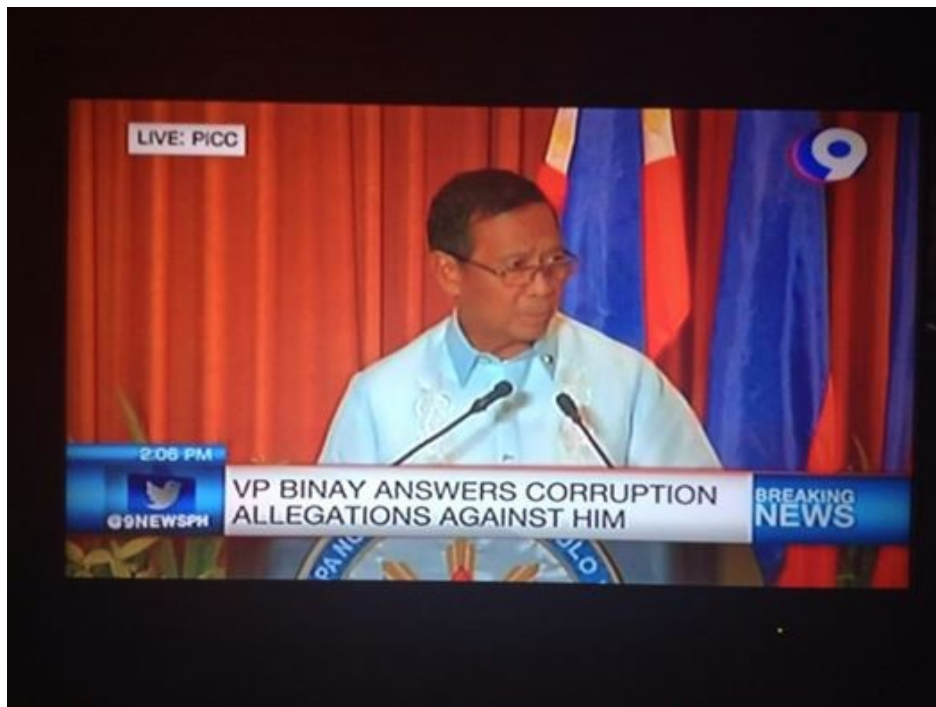 LIVE: PICC
9
2:06 PM
@9NEWSPH
VP BINAY ANSWERS CORRUPTION
ALLEGATIONS AGAINST HIM
BREAKING
NEWS